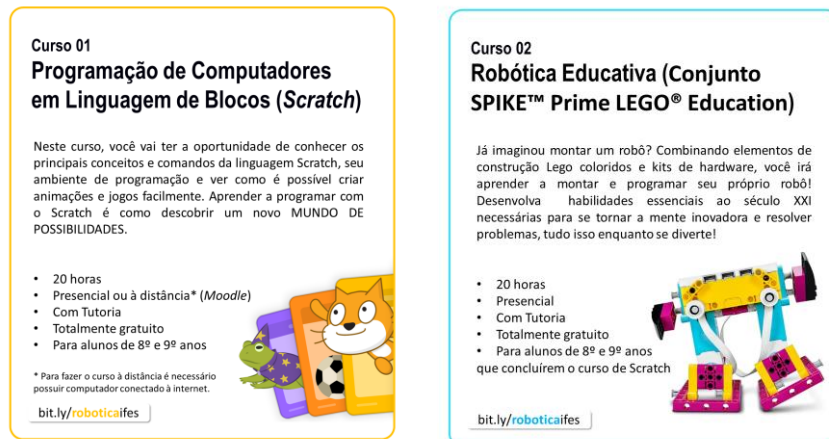 Curso 01
Programação de Computadores
em Linguagem de Blocos (Scratch)
Neste curso, você vai ter a oportunidade de conhecer os
principais conceitos e comandos da linguagem Scratch, seu
ambiente de programação e ver como é possível criar
animações e jogos facilmente. Aprender a programar com
o Scratch é como descobrir um novo MUNDO DE
POSSIBILIDADES.
• 20 horas
• Presencial ou à distância* (Moodle)
• Com Tutoria
• Totalmente gratuito
• Para alunos de 8º e 9º anos
* Para fazer o curso à distância é necessário
possuir computador conectado à internet.
bit.ly/roboticaifes
Curso 02
Robótica Educativa (Conjunto
SPIKE™ Prime LEGO® Education)
Já imaginou montar um robô? Combinando elementos de
construção Lego coloridos e kits de hardware, você irá
aprender a montar e programar seu próprio robô!
Desenvolva habilidades essenciais ao século XXI
necessárias para se tornar a mente inovadora e resolver
problemas, tudo isso enquanto se diverte!
• 20 horas
• Presencial
• Com Tutoria
• Totalmente gratuito
• Para alunos de 8º e 9º anos
que concluírem o curso de Scratch
bit.ly/roboticaifes